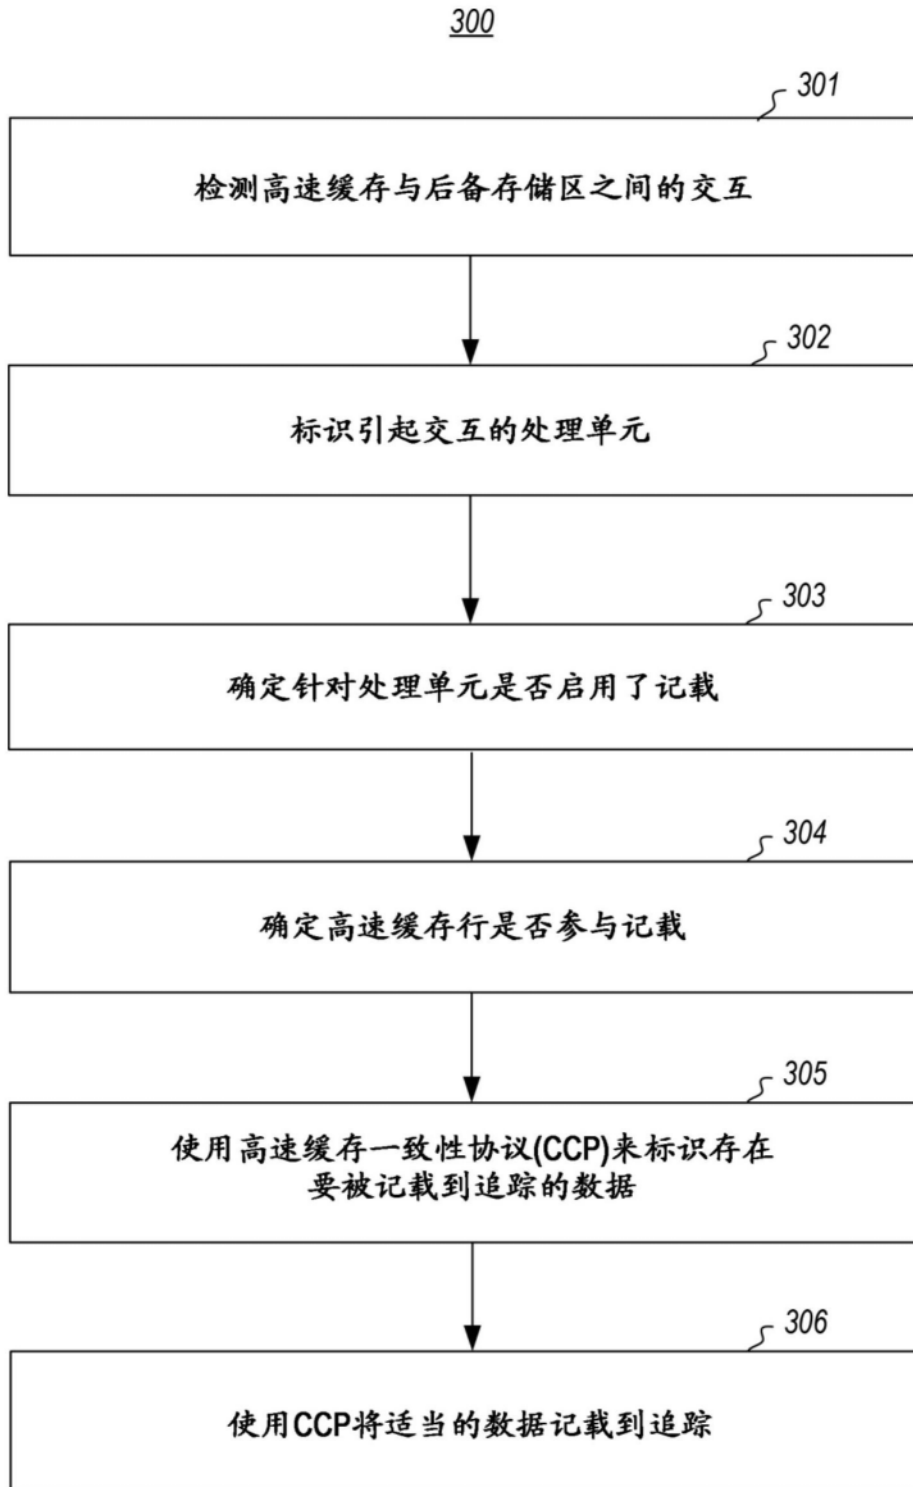 300
301
检测高速缓存与后备存储区之间的交互
302
标识引起交互的处理单元
303
确定针对处理单元是否启用了记载
304
确定高速缓存行是否参与记载
305
使用高速缓存一致性协议(CCP)来标识存在
要被记载到追踪的数据
306
使用CCP将适当的数据记载到追踪